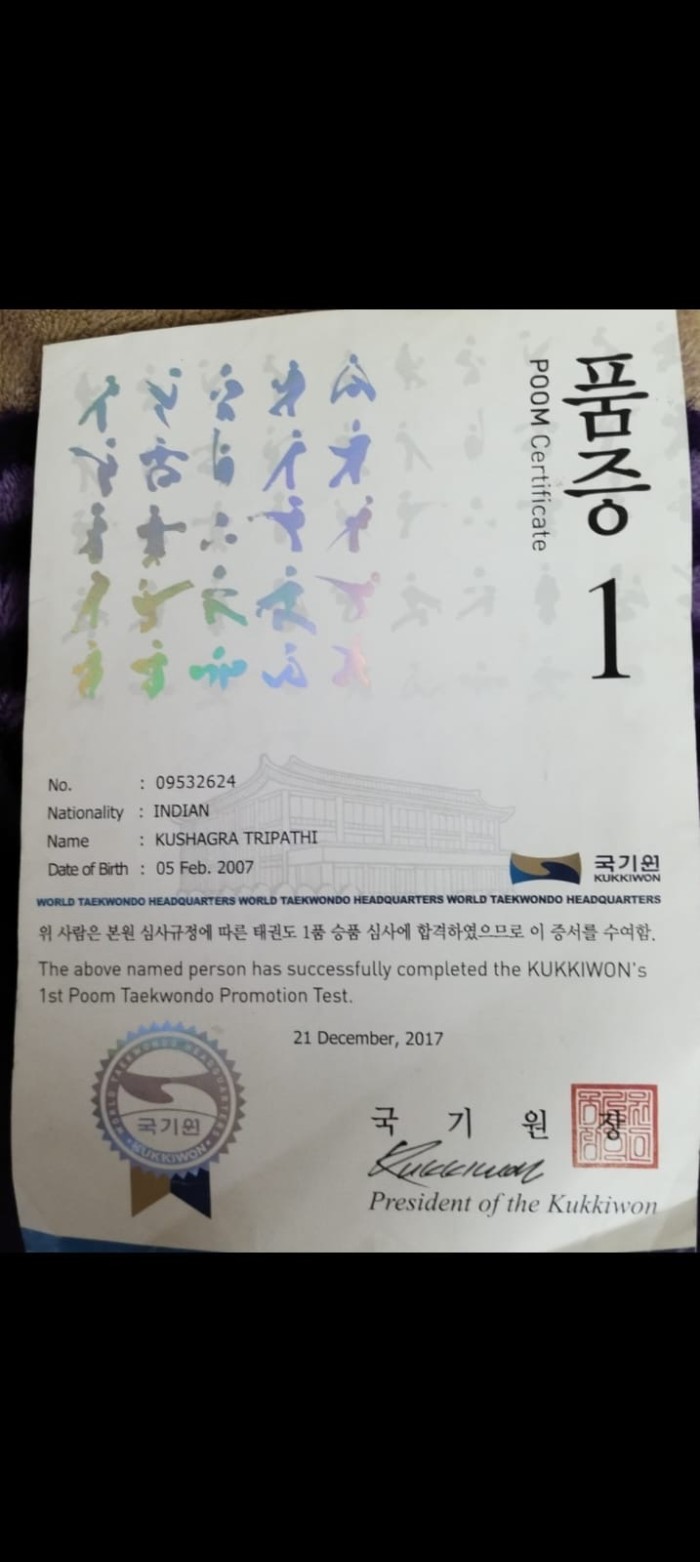 품증
POOM Certificate
1
No. : 09532624
Nationality : INDIAN
Name : KUSHAGRA TRIPATHI
Date of Birth : 05 Feb. 2007
국기원
KUKKIWON
WORLD TAEKWONDO HEADQUARTERS WORLD TAEKWONDO HEADQUARTERS WORLD TAEKWONDO HEADQUARTERS
위 사람은 본원 심사규정에 따른 태권도 1품 승품 심사에 합격하였으므로 이 증서를 수여함.
The above named person has successfully completed the KUKKIWON's
1st Poom Taekwondo Promotion Test.
21 December, 2017
WORLD TAEKWONDO HEADQUARTERS
국기원
KUKKIWON
국 기 원 장
Kukkiwon
President of the Kukkiwon